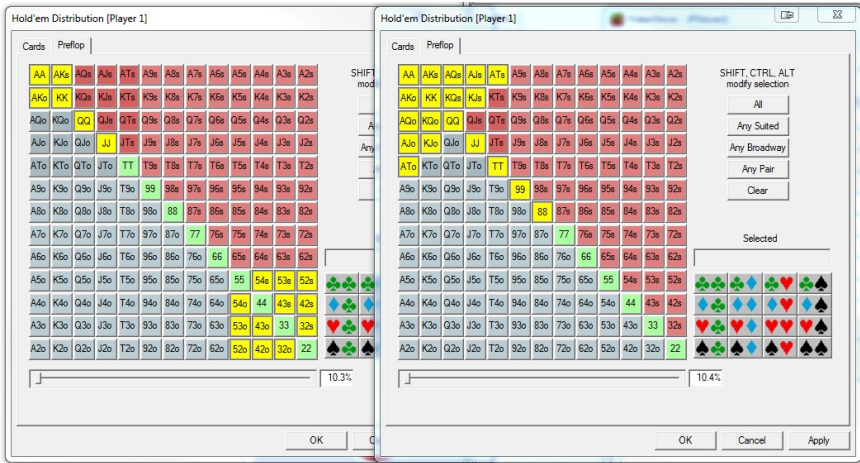 Hold'em Distribution [Player 1]
Cards Preflop
AA AKs AQs AJs ATs A9s A8s A7s A6s A5s A4s A3s A2s
AKo KK KQs KJs KTs K9s K8s K7s K6s K5s K4s K3s K2s
AQo KQo QQ QJs QTs Q9s Q8s Q7s Q6s Q5s Q4s Q3s Q2s
AJo KJo QJo JJ JTs J9s J8s J7s J6s J5s J4s J3s J2s
ATo KTo QTo JTo TT T9s T8s T7s T6s T5s T4s T3s T2s
A9o K9o Q9o J9o T9o 99 98s 97s 96s 95s 94s 93s 92s
A8o K8o Q8o J8o T8o 98o 88 87s 86s 85s 84s 83s 82s
A7o K7o Q7o J7o T7o 97o 87o 77 76s 75s 74s 73s 72s
A6o K6o Q6o J6o T6o 96o 86o 76o 66 65s 64s 63s 62s
A5o K5o Q5o J5o T5o 95o 85o 75o 65o 55 54s 53s 52s
A4o K4o Q4o J4o T4o 94o 84o 74o 64o 54o 44 43s 42s
A3o K3o Q3o J3o T3o 93o 83o 73o 63o 53o 43o 33 32s
A2o K2o Q2o J2o T2o 92o 82o 72o 62o 52o 42o 32o 22
SHIFT
mod
A
Any
10.3%
OK
C
Hold'em Distribution [Player 1]
Cards Preflop
AA AKs AQs AJs ATs A9s A8s A7s A6s A5s A4s A3s A2s
AKo KK KQs KJs KTs K9s K8s K7s K6s K5s K4s K3s K2s
AQo KQo QQ QJs QTs Q9s Q8s Q7s Q6s Q5s Q4s Q3s Q2s
AJo KJo QJo JJ JTs J9s J8s J7s J6s J5s J4s J3s J2s
ATo KTo QTo JTo TT T9s T8s T7s T6s T5s T4s T3s T2s
A9o K9o Q9o J9o T9o 99 98s 97s 96s 95s 94s 93s 92s
A8o K8o Q8o J8o T8o 98o 88 87s 86s 85s 84s 83s 82s
A7o K7o Q7o J7o T7o 97o 87o 77 76s 75s 74s 73s 72s
A6o K6o Q6o J6o T6o 96o 86o 76o 66 65s 64s 63s 62s
A5o K5o Q5o J5o T5o 95o 85o 75o 65o 55 54s 53s 52s
A4o K4o Q4o J4o T4o 94o 84o 74o 64o 54o 44 43s 42s
A3o K3o Q3o J3o T3o 93o 83o 73o 63o 53o 43o 33 32s
A2o K2o Q2o J2o T2o 92o 82o 72o 62o 52o 42o 32o 22
SHIFT, CTRL, ALT
modify selection
All
Any Suited
Any Broadway
Any Pair
Clear
Selected
10.4%
OK Cancel Apply